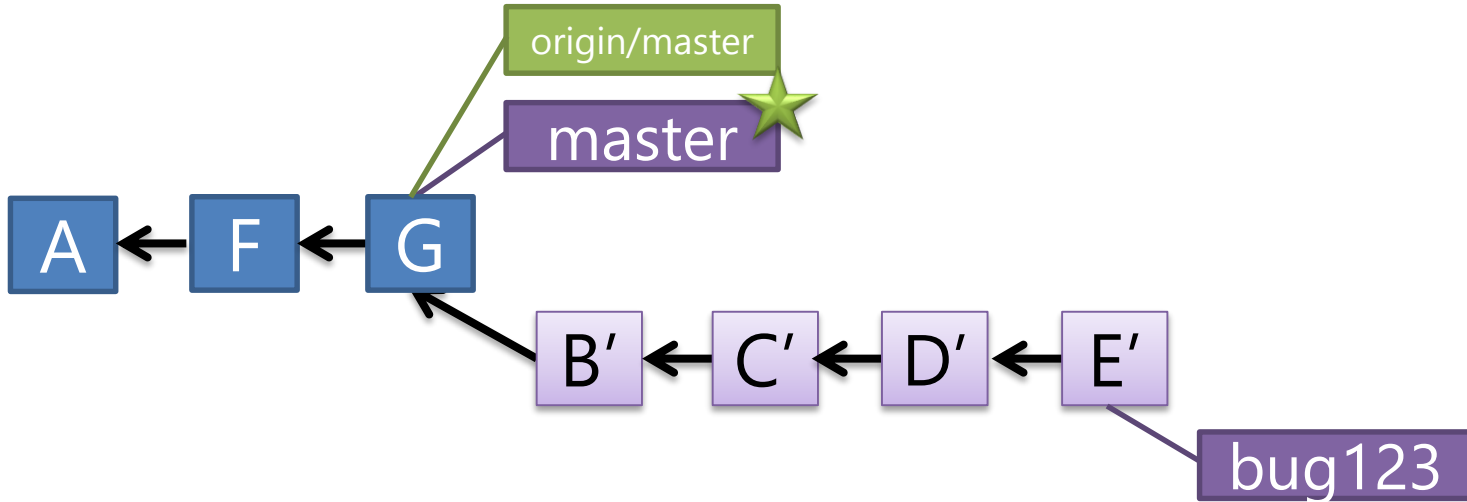 origin/master
master
A F G
B′ C′ D′ E′
bug123